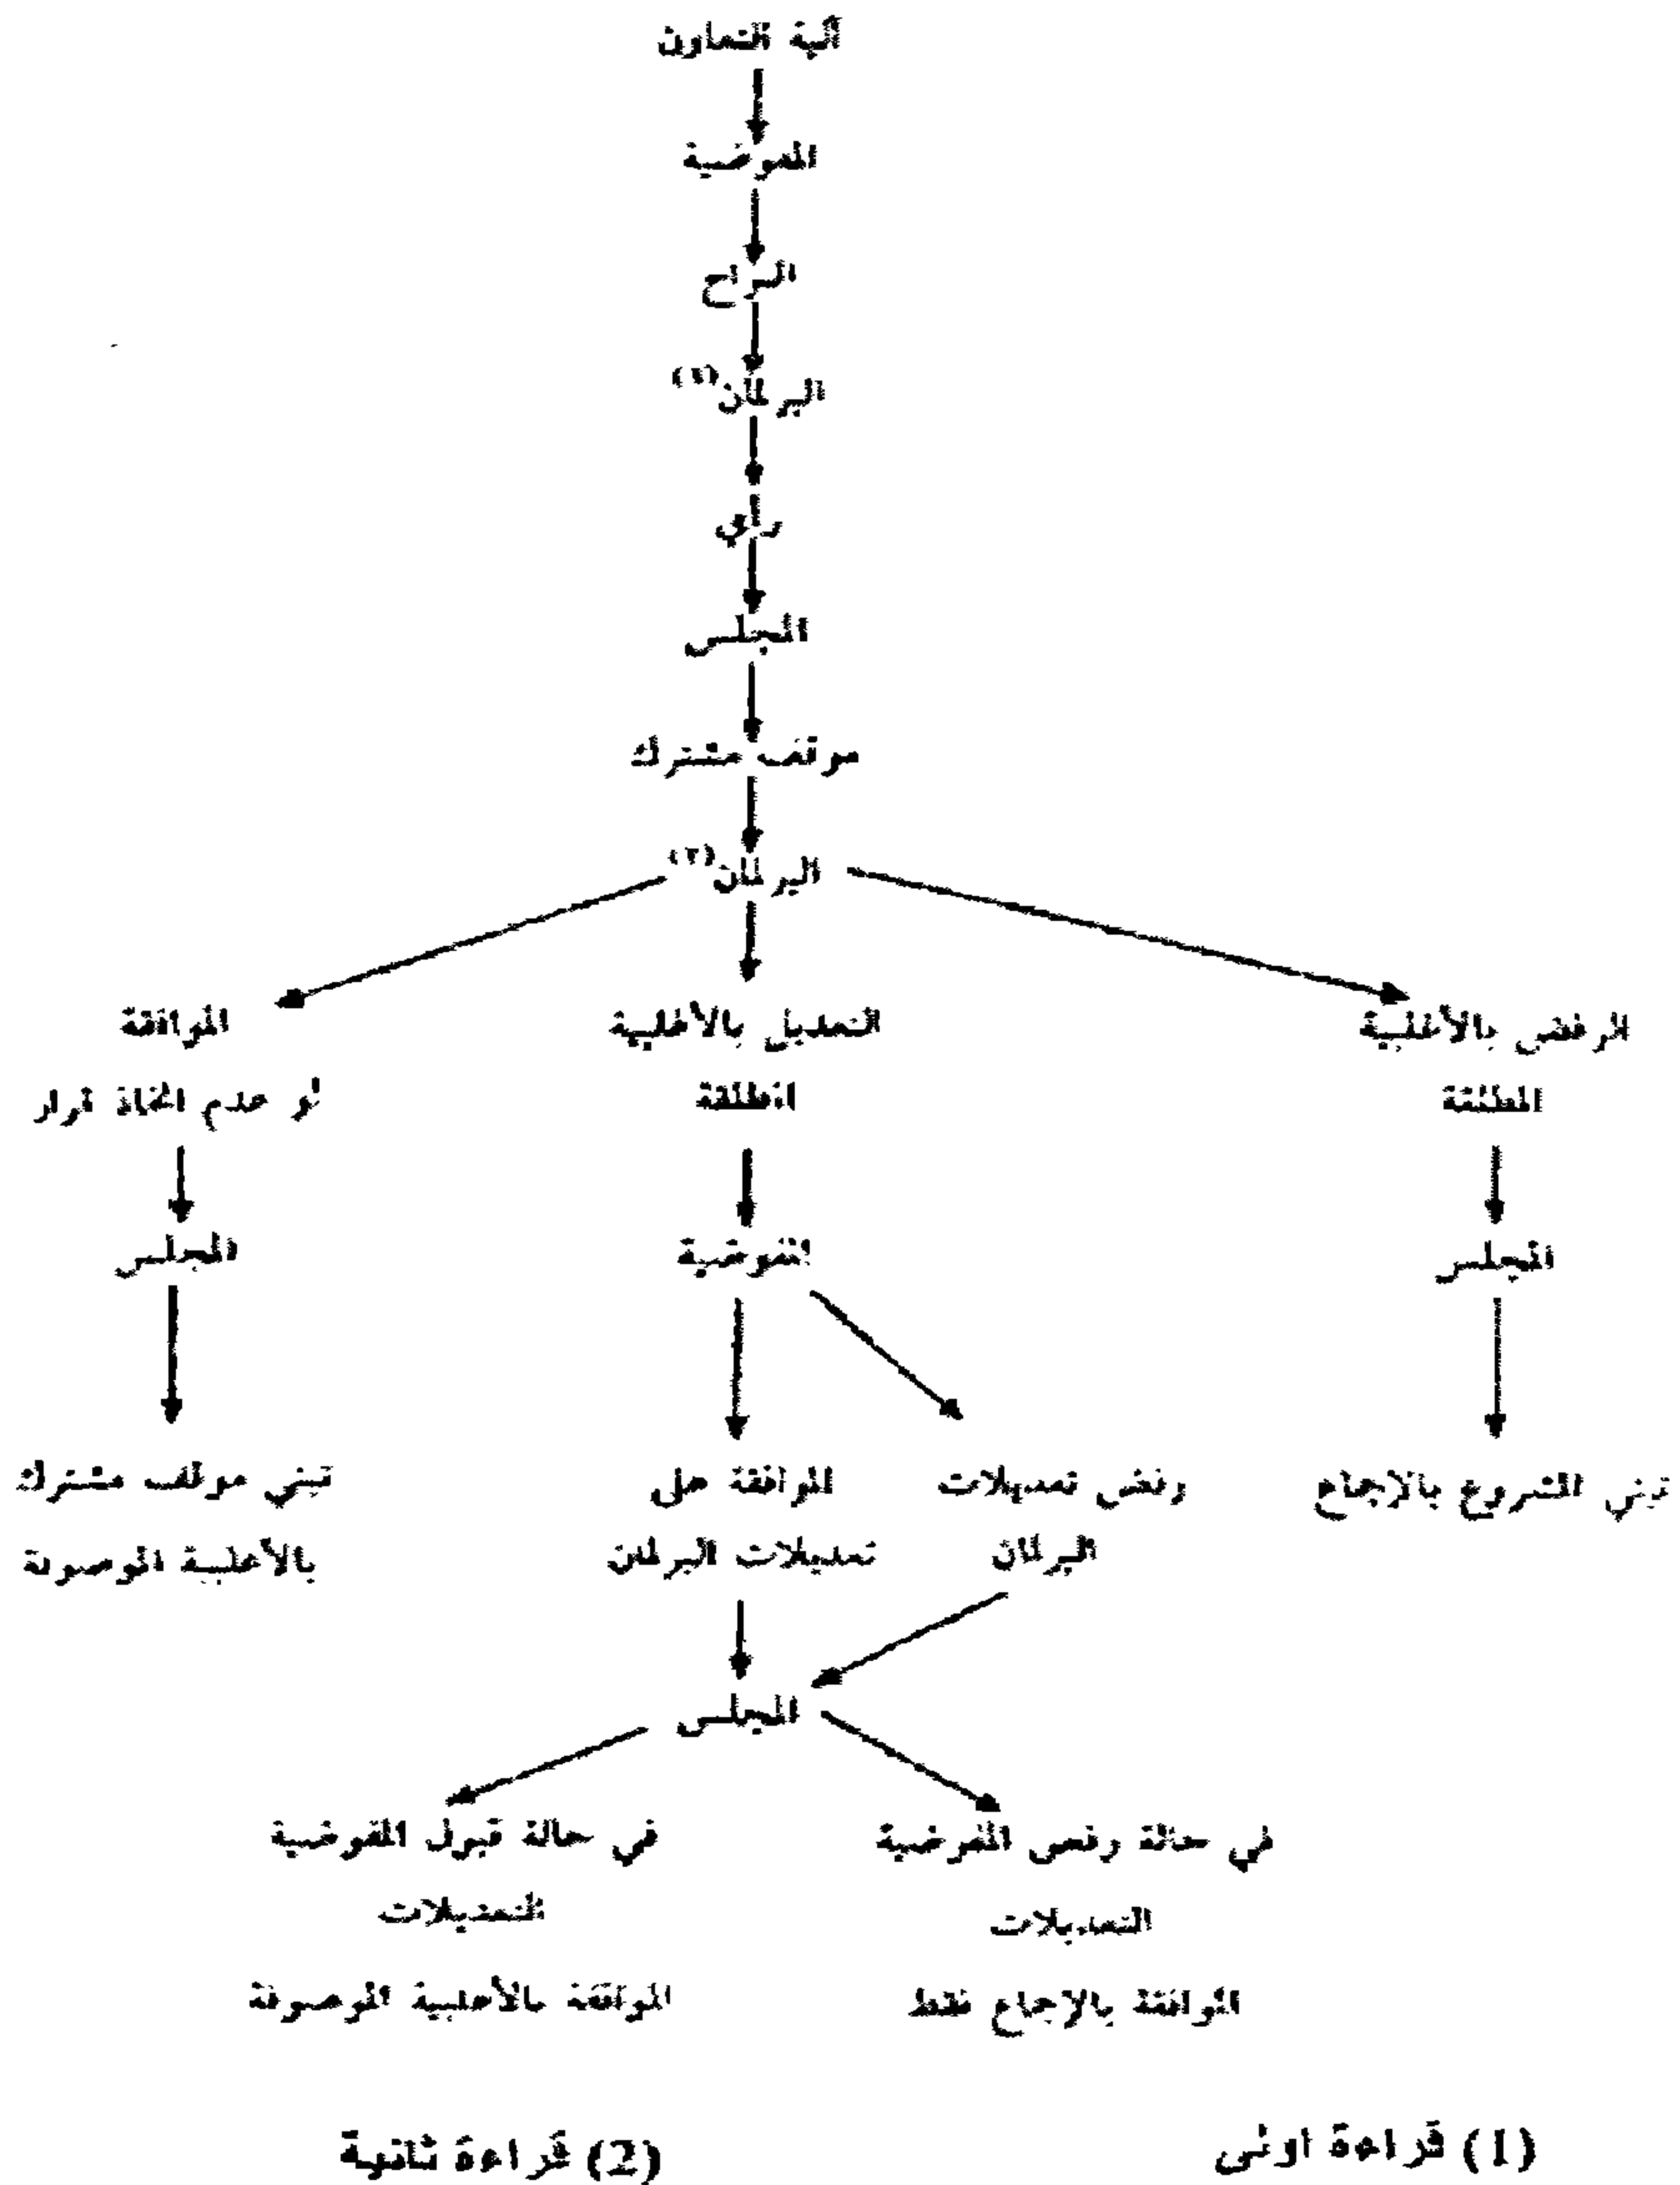 آلية التعاون
المفوضية
اقتراح
البرلمان (١)
رأي
المجلس
موقف مشترك
البرلمان (٢)
الرفض بالأغلبية
المطلقة
المجلس
تبني المشروع بالإجماع
التعديل بالأغلبية
المطلقة
المفوضية
رفض تعديلات
البرلمان
الموافقة على
تعديلات البرلمان
المجلس
في حالة رفض المفوضية
التعديلات
الموافقة بالإجماع فقط
في حالة قبول المفوضية
التعديلات
الموافقة بالأغلبية الموصوفة
الموافقة
أو عدم اتخاذ قرار
المجلس
تبني موقف مشترك
بالأغلبية الموصوفة
(1) قراءة اولى
(2) قراءة ثانية